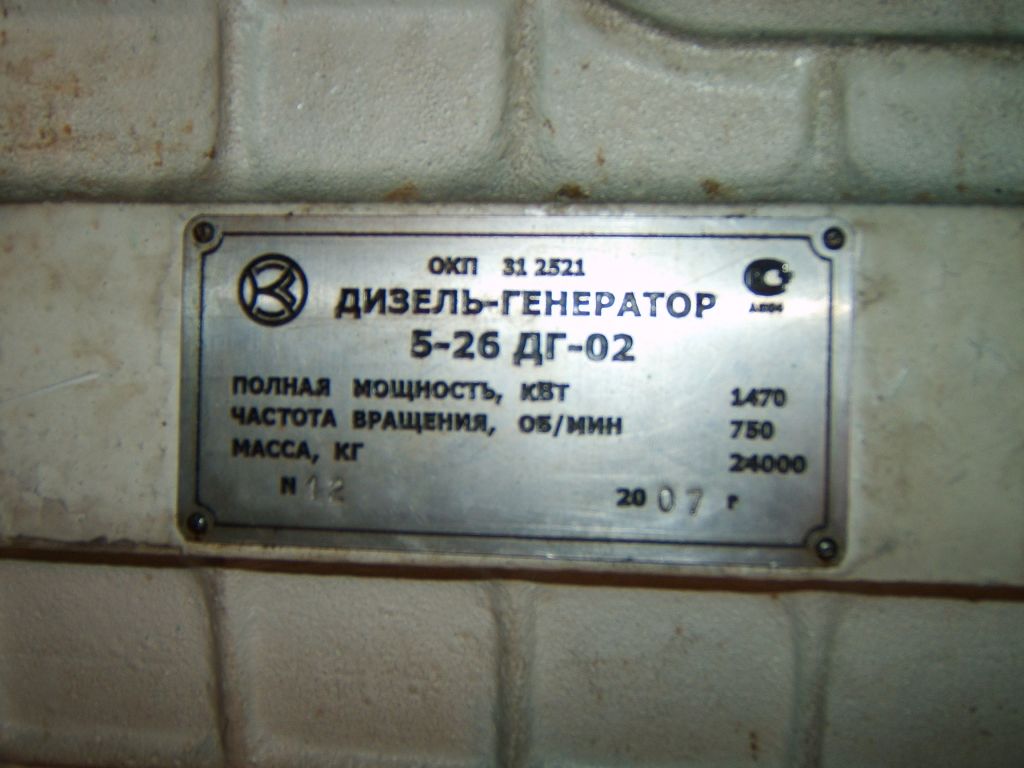 ОКП 31 2521
ДИЗЕЛЬ-ГЕНЕРАТОР
5-26 ДГ-02
ПОЛНАЯ МОЩНОСТЬ, КВТ 1470
ЧАСТОТА ВРАЩЕНИЯ, ОБ/МИН 750
МАССА, КГ 24000
N 12 2007 г